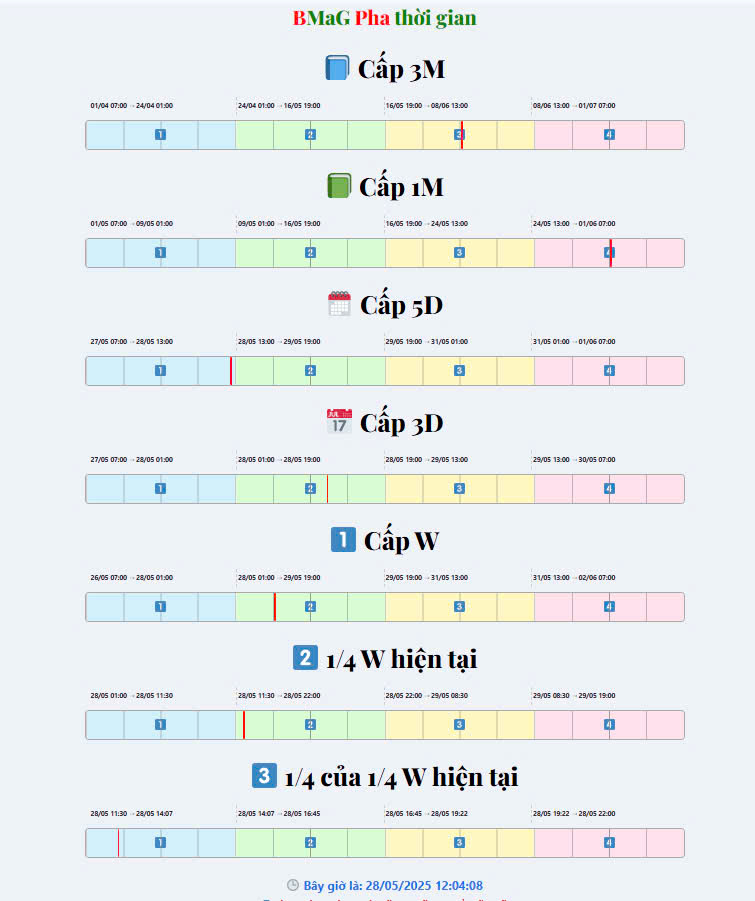 BMaG Pha thời gian
📘 Cấp 3M
01/04 07:00 → 24/04 01:00 24/04 01:00 → 16/05 19:00 16/05 19:00 → 08/06 13:00 08/06 13:00 → 01/07 07:00
1 2 3 4
📗 Cấp 1M
01/05 07:00 → 09/05 01:00 09/05 01:00 → 16/05 19:00 16/05 19:00 → 24/05 13:00 24/05 13:00 → 01/06 07:00
1 2 3 4
Cấp 5D
27/05 07:00 → 28/05 13:00 28/05 13:00 → 29/05 19:00 29/05 19:00 → 31/05 01:00 31/05 01:00 → 01/06 07:00
1 2 3 4
JUL 17 Cấp 3D
27/05 07:00 → 28/05 01:00 28/05 01:00 → 28/05 19:00 28/05 19:00 → 29/05 13:00 29/05 13:00 → 30/05 07:00
1 2 3 4
1 Cấp W
26/05 07:00 → 28/05 01:00 28/05 01:00 → 29/05 19:00 29/05 19:00 → 31/05 13:00 31/05 13:00 → 02/06 07:00
1 2 3 4
2 1/4 W hiện tại
28/05 01:00 → 28/05 11:30 28/05 11:30 → 28/05 22:00 28/05 22:00 → 29/05 08:30 29/05 08:30 → 29/05 19:00
1 2 3 4
3 1/4 của 1/4 W hiện tại
28/05 11:30 → 28/05 14:07 28/05 14:07 → 28/05 16:45 28/05 16:45 → 28/05 19:22 28/05 19:22 → 28/05 22:00
1 2 3 4
Bây giờ là: 28/05/2025 12:04:08